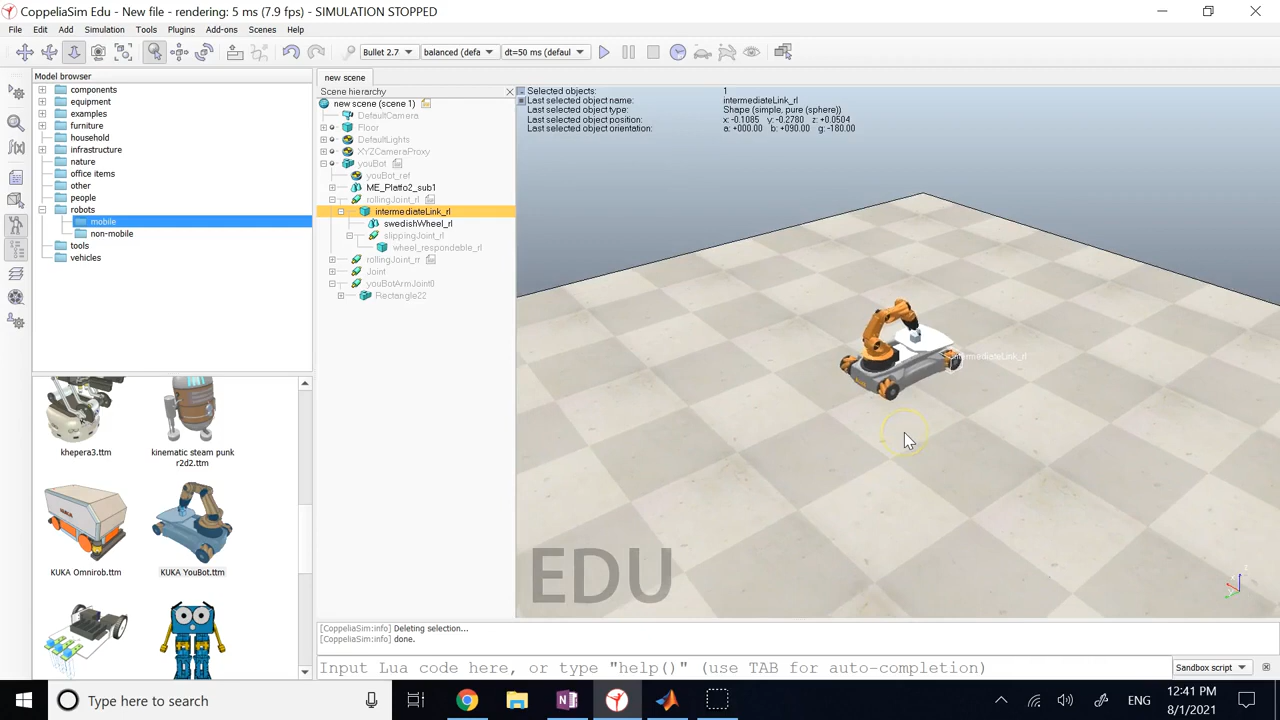 CoppeliaSim Edu - New file - rendering: 5 ms (7.9 fps) - SIMULATION STOPPED
File Edit Add Simulation Tools Plugins Add-ons Scenes Help
Bullet 2.7 balanced (defa dt=50 ms (defaul
Model browser
components
equipment
examples
furniture
household
infrastructure
nature
office items
other
people
robots
mobile
non-mobile
tools
vehicles
khepera3.ttm
kinematic steam punk r2d2.ttm
KUKA Omnirob.ttm
KUKA YouBot.ttm
new scene
Scene hierarchy
new scene (scene 1)
DefaultCamera
Floor
DefaultLights
XYZCameraProxy
youBot
youBot_ref
ME_Platfo2_sub1
rollingJoint_rl
intermediateLink_rl
swedishWheel_rl
slippingJoint_rl
wheel_respondable_rl
rollingJoint_rr
Joint
youBotArmJoint0
Rectangle22
Selected objects: 1
Last selected object name: intermediateLink_rl
Last selected object type: Shape (simple, pure (sphere))
Last selected object position: x: -0.1665 y: -0.2780 z: +0.0504
Last selected object orientation: a: +000.00 b: +090.00 g: -180.00
intermediateLink_rl
EDU
[CoppeliaSim:info] Deleting selection...
[CoppeliaSim:info] done.
Input Lua code here, or type "help()" (use TAB for auto-completion)
Sandbox script
Type here to search
ENG
12:41 PM
8/1/2021